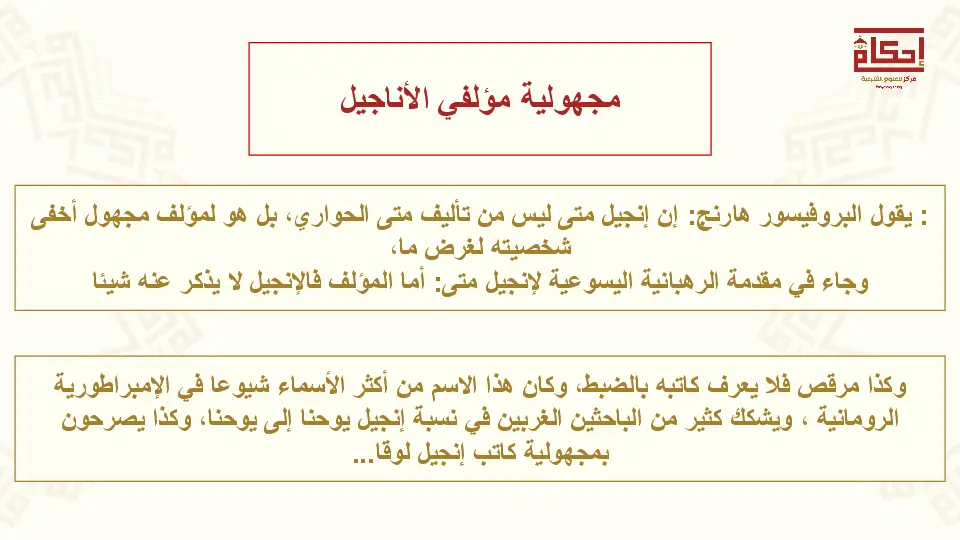 إحكام
مركز للعلوم الشرعية
مجهولية مؤلفي الأناجيل
: يقول البروفيسور هارنج: إن إنجيل متى ليس من تأليف متى الحواري، بل هو لمؤلف مجهول أخفى
شخصيته لغرض ما،
وجاء في مقدمة الرهبانية اليسوعية لإنجيل متى: أما المؤلف فالإنجيل لا يذكر عنه شيئا
وكذا مرقص فلا يعرف كاتبه بالضبط، وكان هذا الاسم من أكثر الأسماء شيوعا في الإمبراطورية
الرومانية ، ويشكك كثير من الباحثين الغربين في نسبة إنجيل يوحنا إلى يوحنا، وكذا يصرحون
بمجهولية كاتب إنجيل لوقا...